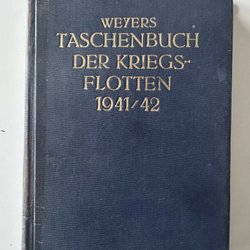 WEYERS
TASCHENBUCH
DER KRIEGS-
FLOTTEN
1941/42